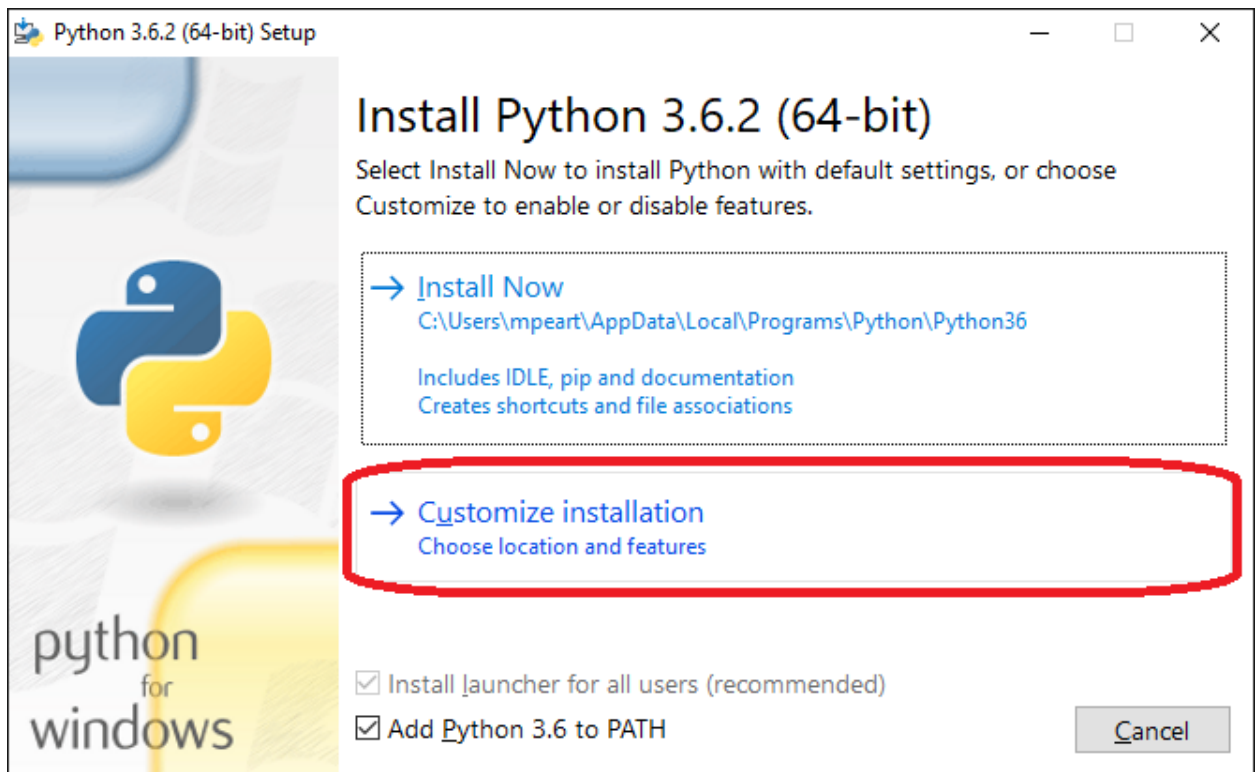 Python 3.6.2 (64-bit) Setup
Install Python 3.6.2 (64-bit)
Select Install Now to install Python with default settings, or choose
Customize to enable or disable features.
Install Now
C:\Users\mpeart\AppData\Local\Programs\Python\Python36
Includes IDLE, pip and documentation
Creates shortcuts and file associations
Customize installation
Choose location and features
python
for
windows
Install launcher for all users (recommended)
Add Python 3.6 to PATH
Cancel